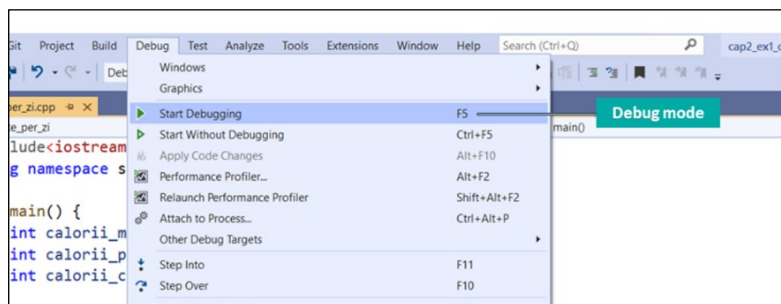 Git Project Build Debug Test Analyze Tools Extensions Window Help Search (Ctrl+Q) cap2_ex1_c
Deb
Windows
Graphics
per_zi.cpp
Start Debugging F5
Debug mode
e_per_zi
main()
Start Without Debugging Ctrl+F5
lude<iostream
Apply Code Changes Alt+F10
g namespace s
Performance Profiler... Alt+F2
Relaunch Performance Profiler Shift+Alt+F2
main() {
Attach to Process... Ctrl+Alt+P
int calorii_m
Other Debug Targets
int calorii_p
Step Into F11
int calorii_c
Step Over F10